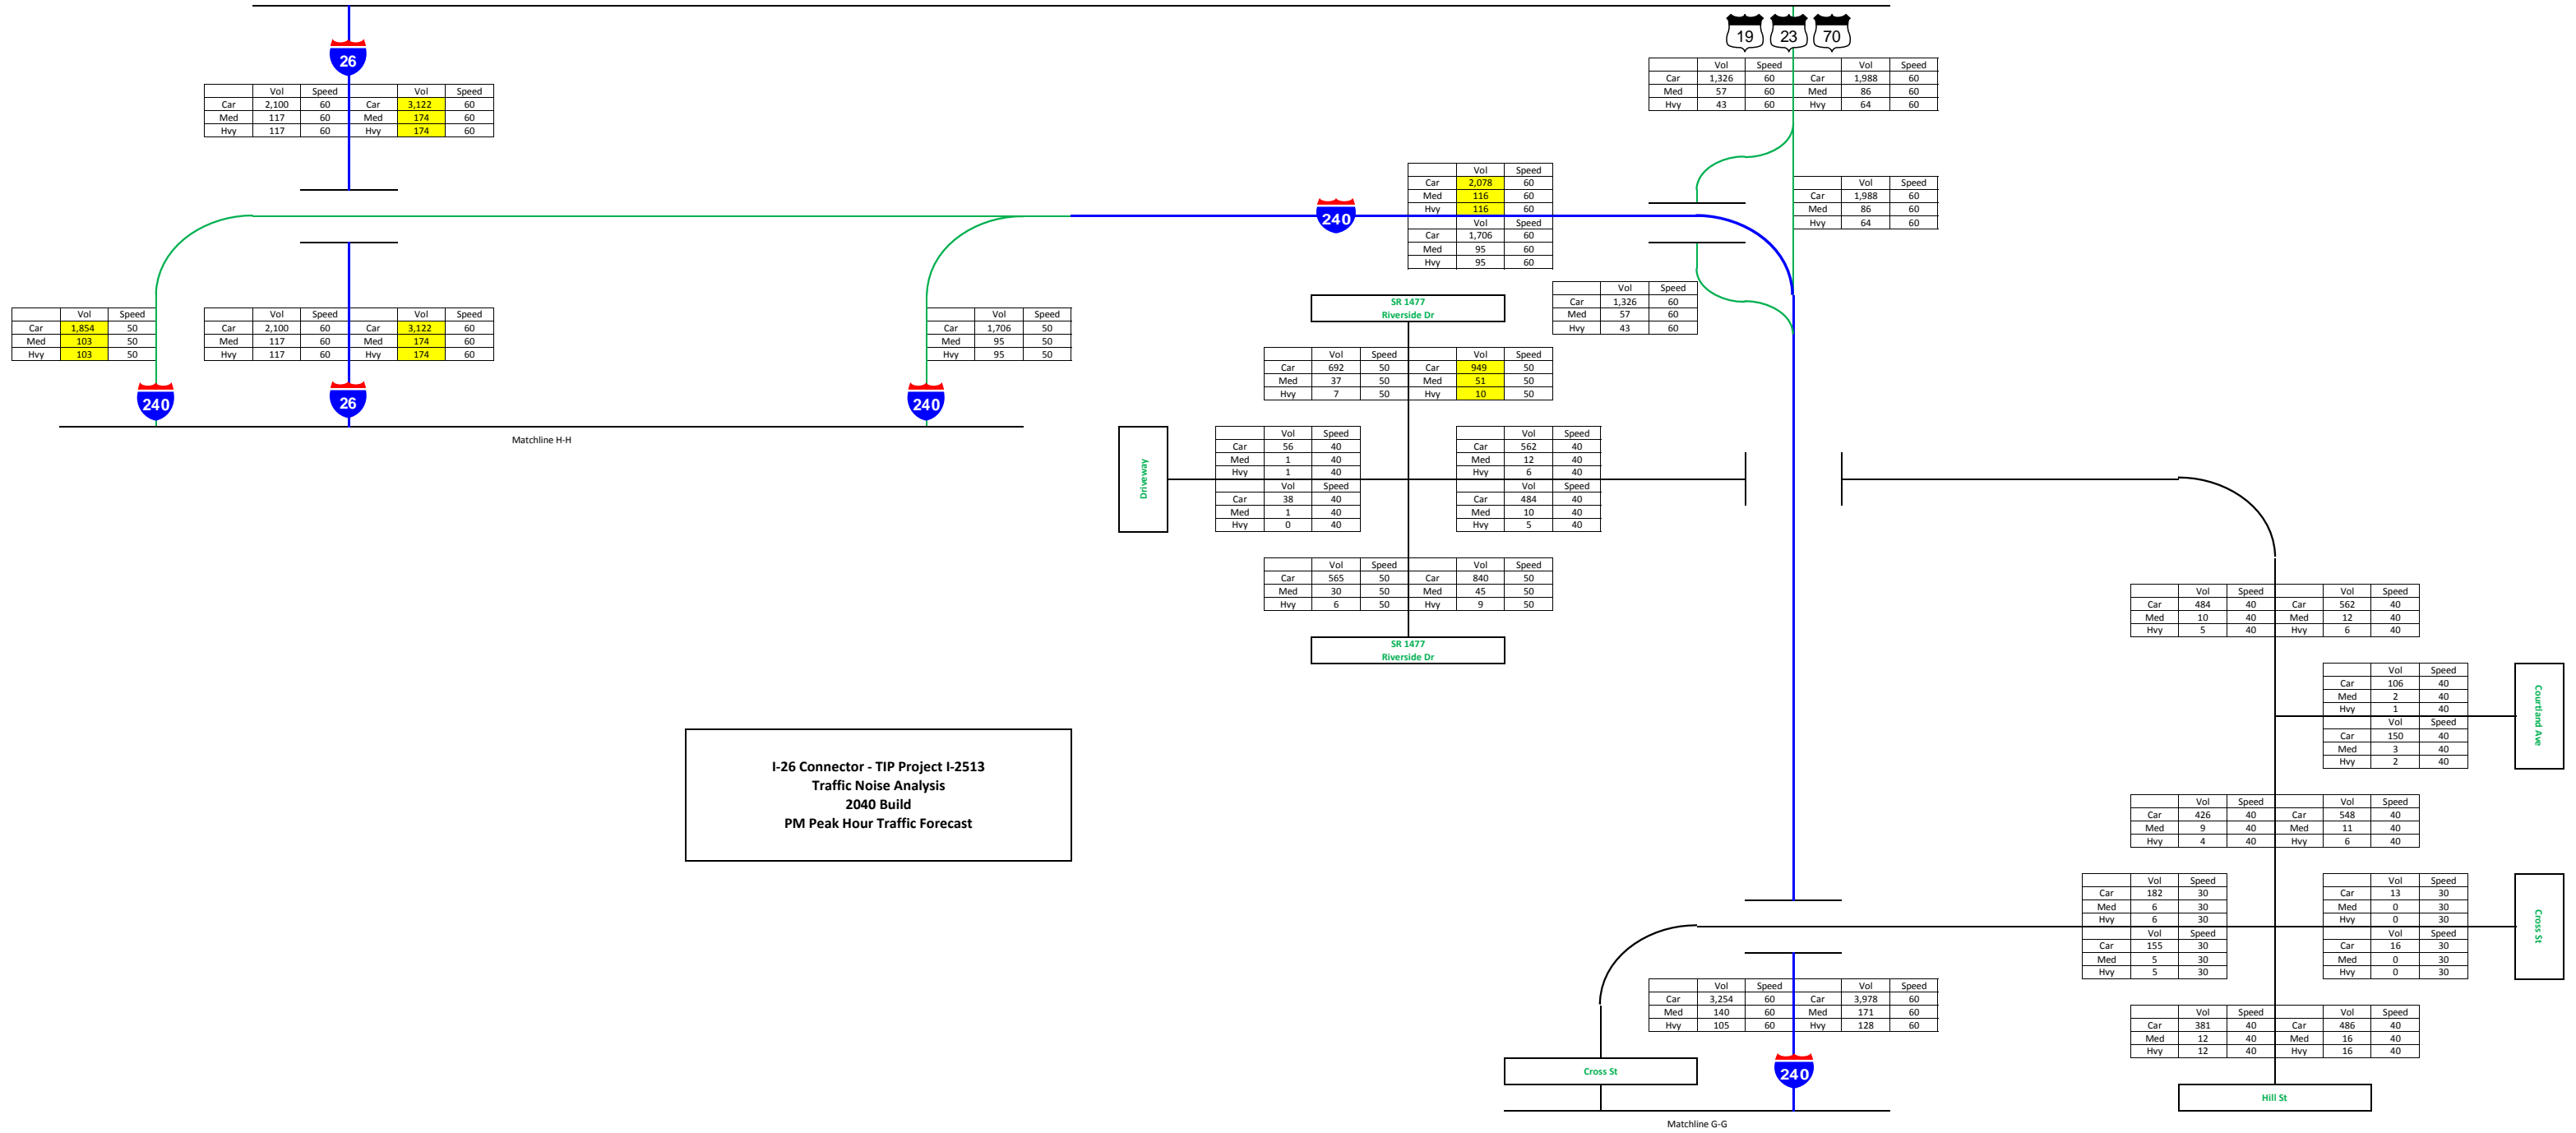 19 23 70
26
Vol Speed Vol Speed
Car 1,326 60 Car 1,988 60
Med 57 60 Med 86 60
Hvy 43 60 Hvy 64 60
Vol Speed Vol Speed
Car 2,100 60 Car 3,122 60
Med 117 60 Med 174 60
Hvy 117 60 Hvy 174 60
Vol Speed
Car 2,078 60
Med 116 60
Hvy 116 60
240
Vol Speed
Car 1,706 60
Med 95 60
Hvy 95 60
Vol Speed
Car 1,988 60
Med 86 60
Hvy 64 60
Vol Speed
Car 1,326 60
Med 57 60
Hvy 43 60
SR 1477
Riverside Dr
Vol Speed
Car 1,854 50
Med 103 50
Hvy 103 50
Vol Speed Vol Speed
Car 2,100 60 Car 3,122 60
Med 117 60 Med 174 60
Hvy 117 60 Hvy 174 60
Vol Speed
Car 1,706 50
Med 95 50
Hvy 95 50
240
26
240
Matchline H-H
Vol Speed Vol Speed
Car 692 50 Car 949 50
Med 37 50 Med 51 50
Hvy 7 50 Hvy 10 50
Driveway
Vol Speed
Car 56 40
Med 1 40
Hvy 1 40
Vol Speed
Car 38 40
Med 1 40
Hvy 0 40
Vol Speed
Car 562 40
Med 12 40
Hvy 6 40
Vol Speed
Car 484 40
Med 10 40
Hvy 5 40
Vol Speed Vol Speed
Car 565 50 Car 840 50
Med 30 50 Med 45 50
Hvy 6 50 Hvy 9 50
SR 1477
Riverside Dr
Vol Speed Vol Speed
Car 484 40 Car 562 40
Med 10 40 Med 12 40
Hvy 5 40 Hvy 6 40
Vol Speed
Car 106 40
Med 2 40
Hvy 1 40
Vol Speed
Car 150 40
Med 3 40
Hvy 2 40
Courtland Ave
I-26 Connector - TIP Project I-2513
Traffic Noise Analysis
2040 Build
PM Peak Hour Traffic Forecast
Vol Speed Vol Speed
Car 426 40 Car 548 40
Med 9 40 Med 11 40
Hvy 4 40 Hvy 6 40
Vol Speed
Car 182 30
Med 6 30
Hvy 6 30
Vol Speed
Car 155 30
Med 5 30
Hvy 5 30
Vol Speed
Car 13 30
Med 0 30
Hvy 0 30
Vol Speed
Car 16 30
Med 0 30
Hvy 0 30
Cross St
Vol Speed Vol Speed
Car 3,254 60 Car 3,978 60
Med 140 60 Med 171 60
Hvy 105 60 Hvy 128 60
Vol Speed Vol Speed
Car 381 40 Car 486 40
Med 12 40 Med 16 40
Hvy 12 40 Hvy 16 40
Cross St
240
Hill St
Matchline G-G